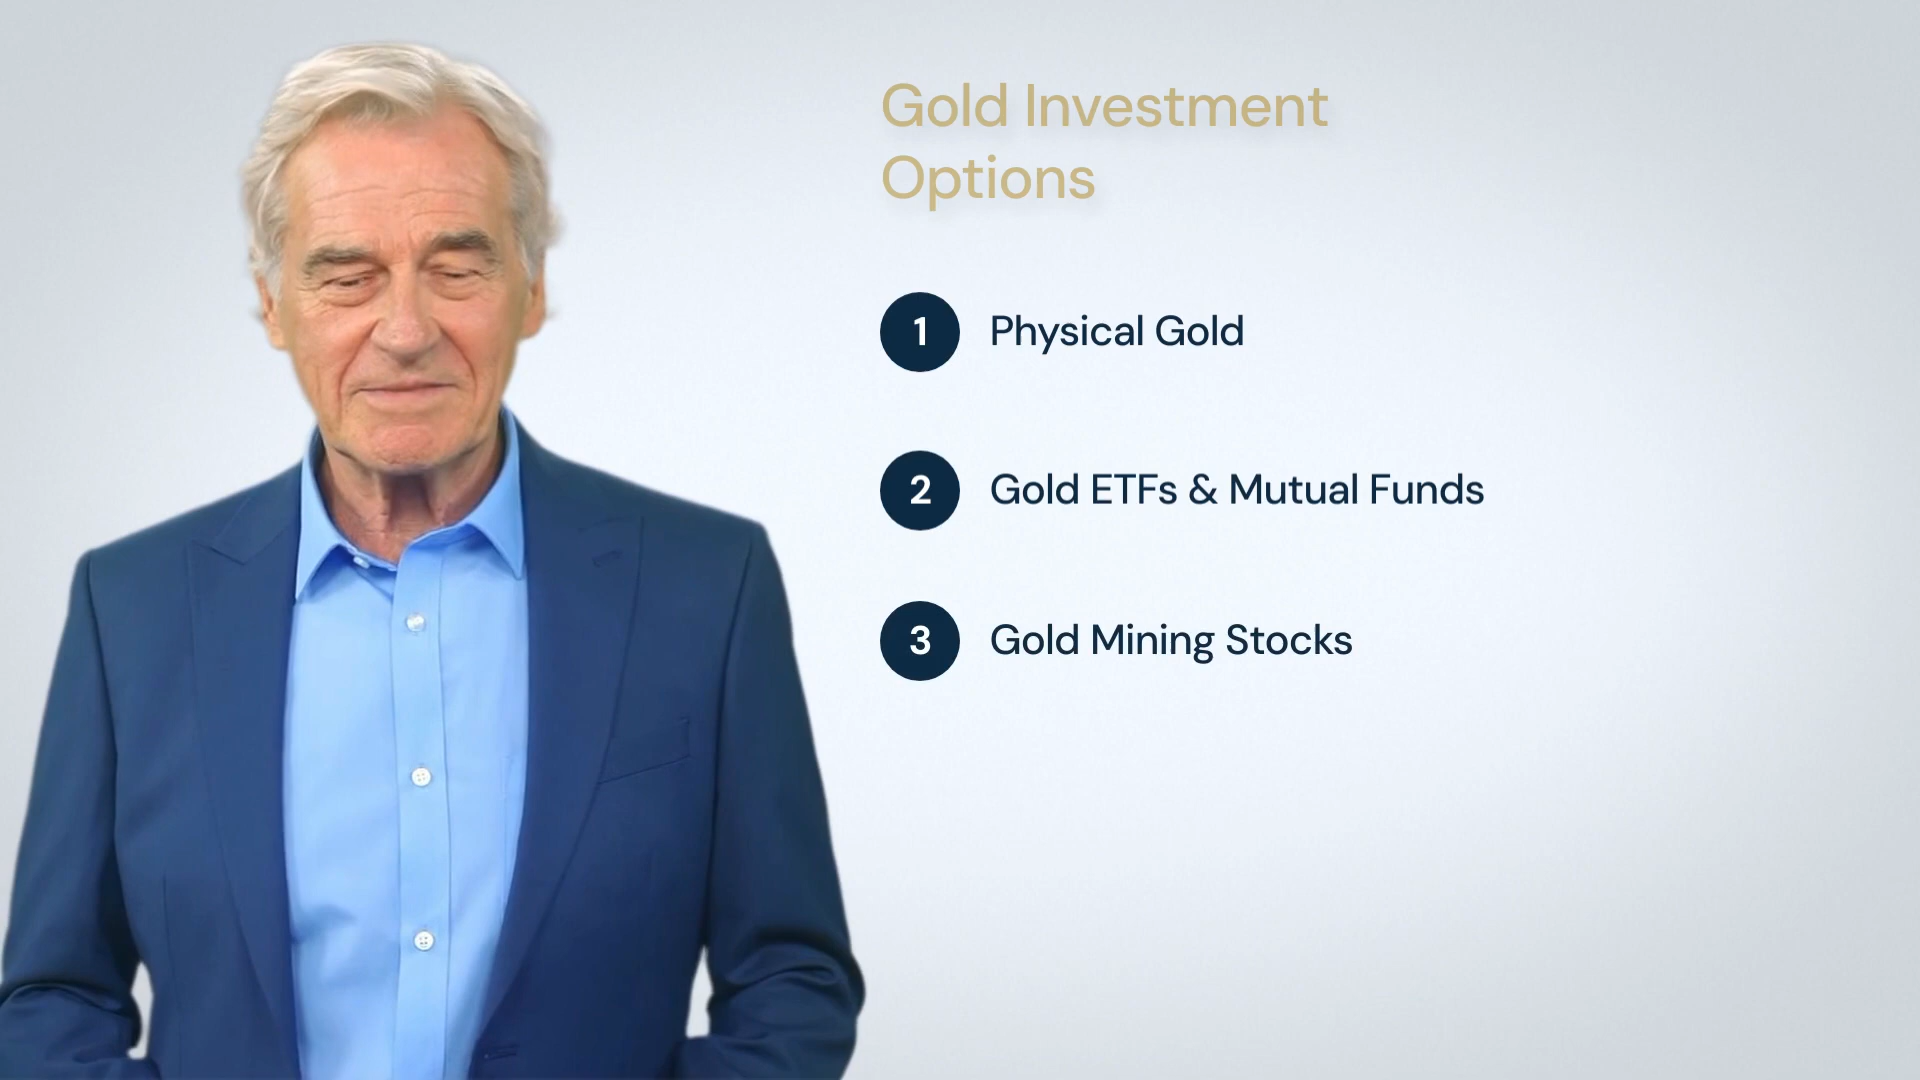 Gold Investment
Options
1 Physical Gold
2 Gold ETFs & Mutual Funds
3 Gold Mining Stocks